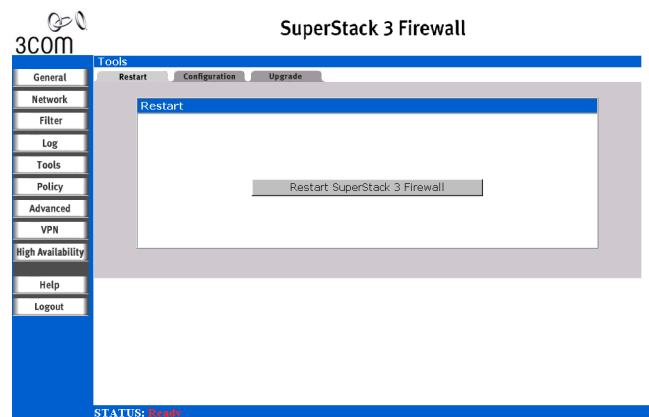 3COM
SuperStack 3 Firewall
Tools
Restart Configuration Upgrade
General
Network
Filter
Log
Tools
Policy
Advanced
VPN
High Availability
Help
Logout
Restart
Restart SuperStack 3 Firewall
STATUS: Ready